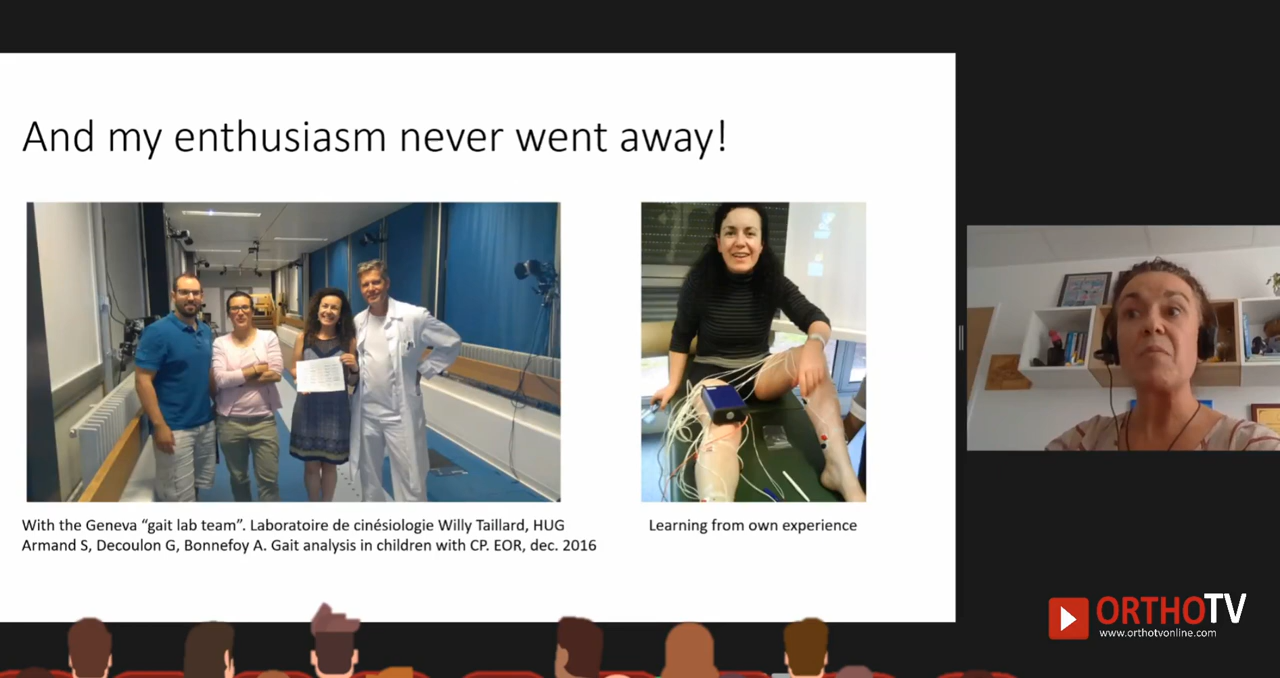 And my enthusiasm never went away!
With the Geneva “gait lab team”. Laboratoire de cinésiologie Willy Taillard, HUG
Armand S, Decoulon G, Bonnefoy A. Gait analysis in children with CP. EOR, dec. 2016
Learning from own experience
ORTHOTV
www.orthotvonline.com